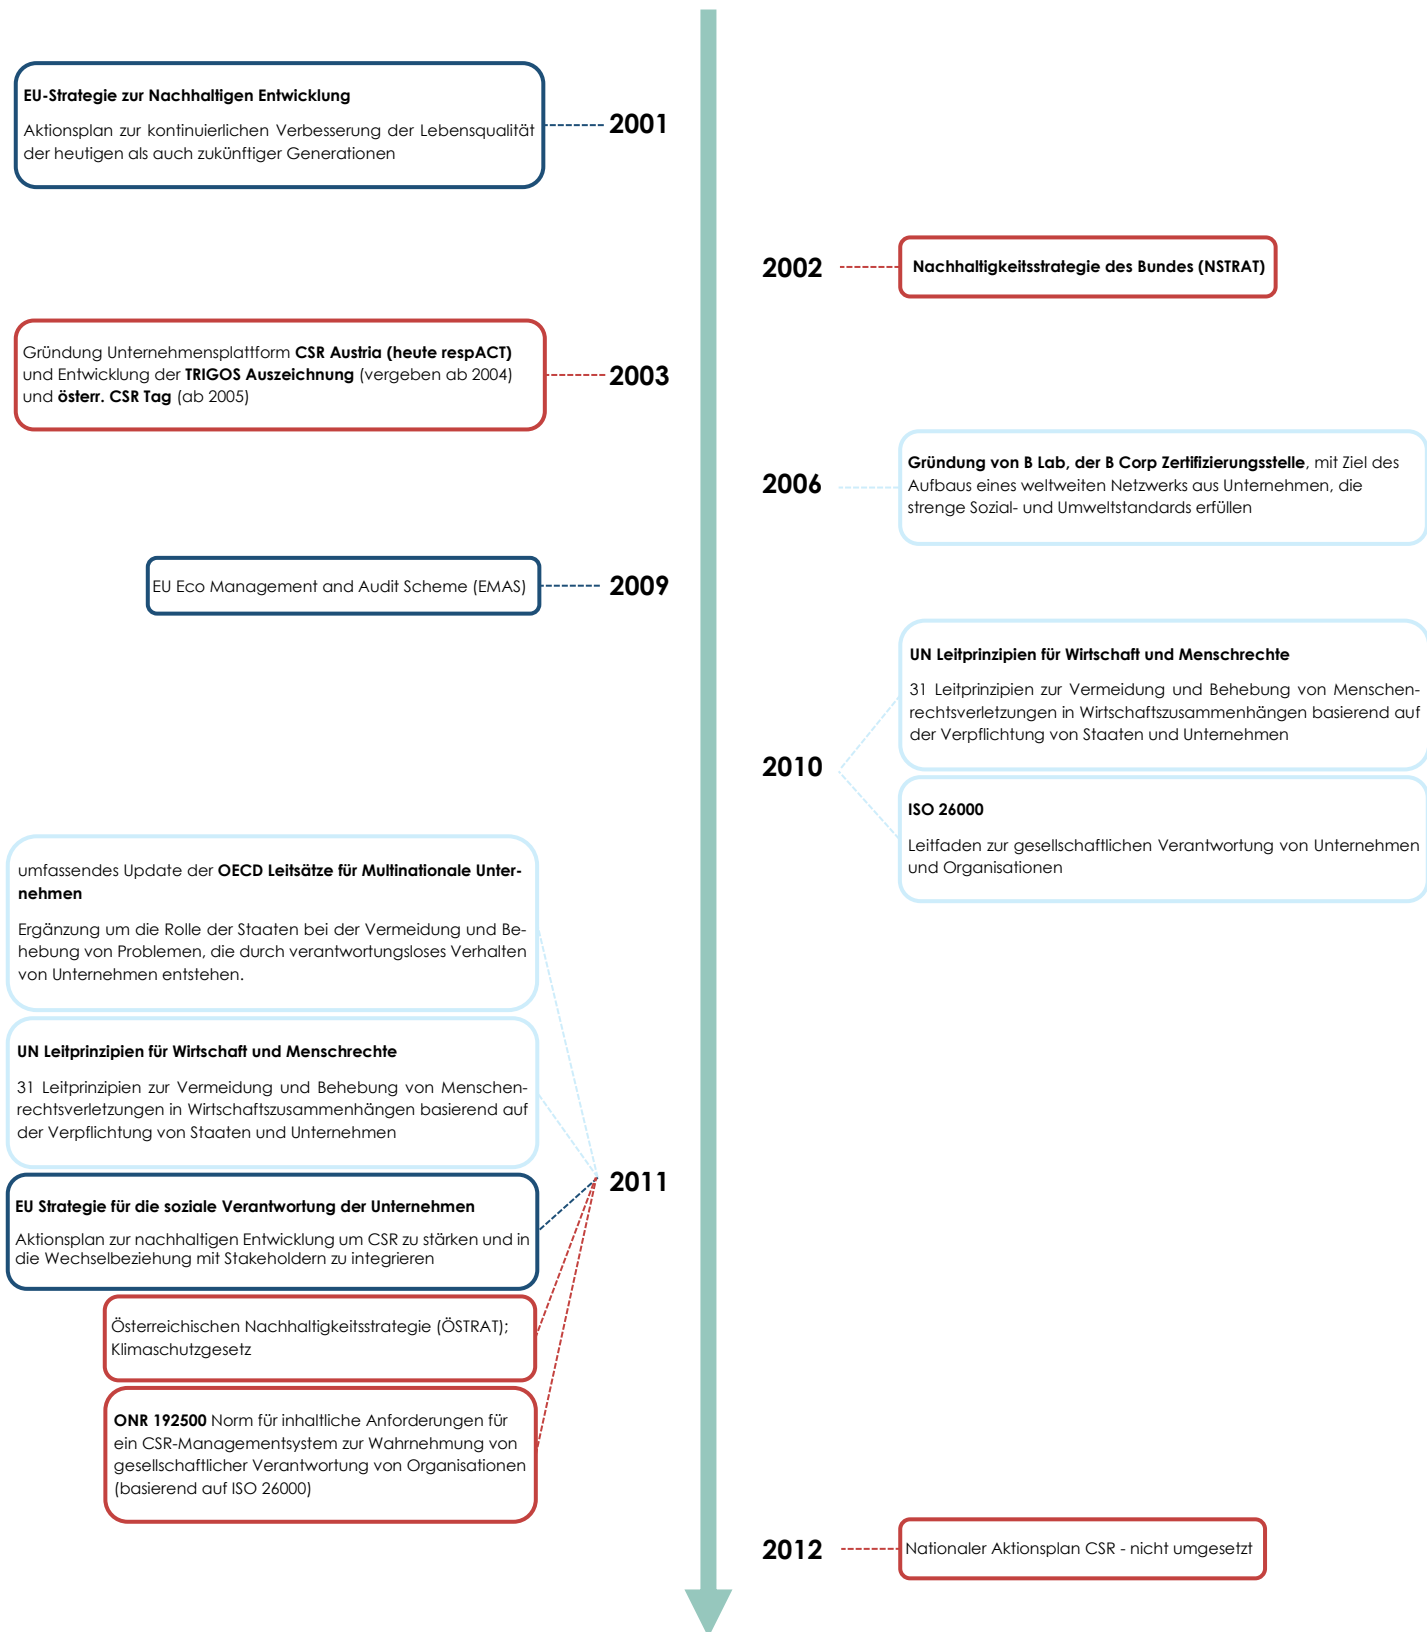 EU-Strategie zur Nachhaltigen Entwicklung
Aktionsplan zur kontinuierlichen Verbesserung der Lebensqualität
der heutigen als auch zukünftiger Generationen
2001
2002
Nachhaltigkeitsstrategie des Bundes (NSTRAT)
Gründung Unternehmensplattform CSR Austria (heute respACT)
und Entwicklung der TRIGOS Auszeichnung (vergeben ab 2004)
und österr. CSR Tag (ab 2005)
2003
2006
Gründung von B Lab, der B Corp Zertifizierungsstelle, mit Ziel des
Aufbaus eines weltweiten Netzwerks aus Unternehmen, die
strenge Sozial- und Umweltstandards erfüllen
EU Eco Management and Audit Scheme (EMAS)
2009
2010
UN Leitprinzipien für Wirtschaft und Menschrechte
31 Leitprinzipien zur Vermeidung und Behebung von Menschen-
rechtsverletzungen in Wirtschaftszusammenhängen basierend auf
der Verpflichtung von Staaten und Unternehmen
ISO 26000
Leitfaden zur gesellschaftlichen Verantwortung von Unternehmen
und Organisationen
umfassendes Update der OECD Leitsätze für Multinationale Unter-
nehmen
Ergänzung um die Rolle der Staaten bei der Vermeidung und Be-
hebung von Problemen, die durch verantwortungsloses Verhalten
von Unternehmen entstehen.
UN Leitprinzipien für Wirtschaft und Menschrechte
31 Leitprinzipien zur Vermeidung und Behebung von Menschen-
rechtsverletzungen in Wirtschaftszusammenhängen basierend auf
der Verpflichtung von Staaten und Unternehmen
2011
EU Strategie für die soziale Verantwortung der Unternehmen
Aktionsplan zur nachhaltigen Entwicklung um CSR zu stärken und in
die Wechselbeziehung mit Stakeholdern zu integrieren
Österreichischen Nachhaltigkeitsstrategie (ÖSTRAT);
Klimaschutzgesetz
ONR 192500 Norm für inhaltliche Anforderungen für
ein CSR-Managementsystem zur Wahrnehmung von
gesellschaftlicher Verantwortung von Organisationen
(basierend auf ISO 26000)
2012
Nationaler Aktionsplan CSR - nicht umgesetzt